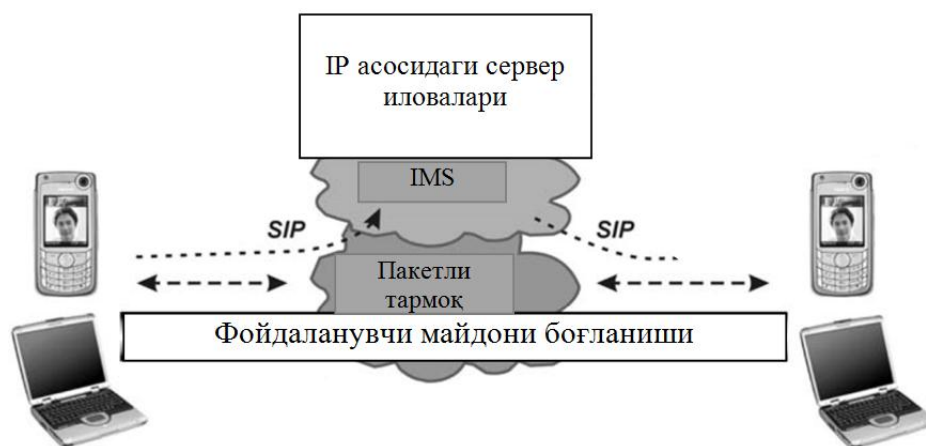 IP асосидаги сервер
иловалари
IMS
SIP
SIP
Пакетли
тармоқ
Фойдаланувчи майдони боғланиши